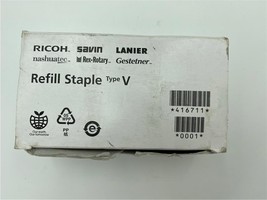 RICOH savin LANIER
nashuatec Rex-Rotary Gestetner
Refill Staple Type V
*416711*
*0001*
PP